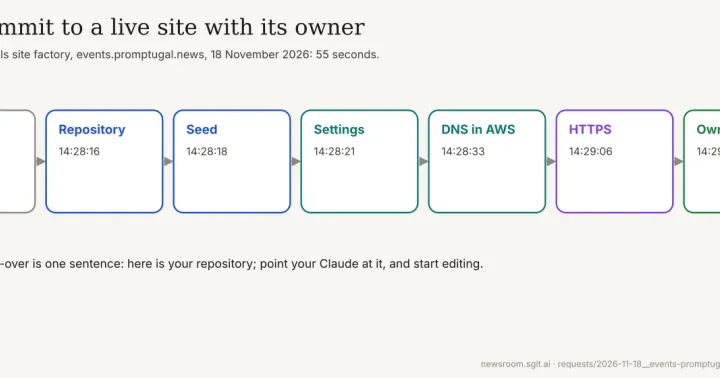 mmit to a live site with its owner
ls site factory, events.promptugal.news, 18 November 2026: 55 seconds.
Repository Seed Settings DNS in AWS HTTPS Own
14:28:16 14:28:18 14:28:21 14:28:33 14:29:06 14:29
-over is one sentence: here is your repository; point your Claude at it, and start editing.
newsroom.sgit.ai · requests/2026-11-18__events-promptug